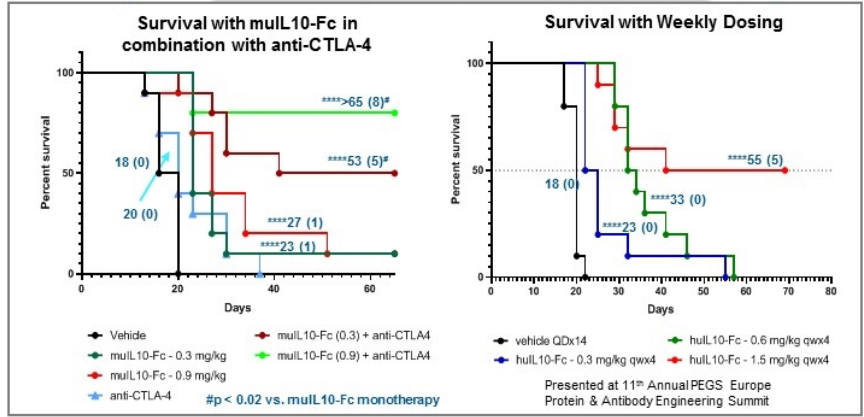 Survival with muIL10-Fc in
combination with anti-CTLA-4
Percent survival
100
50
0
****>65 (8)#
****53 (5)#
18 (0)
20 (0)
****27 (1)
****23 (1)
0 20 40 60
Days
Vehicle
muIL10-Fc - 0.3 mg/kg
muIL10-Fc - 0.9 mg/kg
anti-CTLA-4
muIL10-Fc (0.3) + anti-CTLA4
muIL10-Fc (0.9) + anti-CTLA4
#p < 0.02 vs. muIL10-Fc monotherapy
Survival with Weekly Dosing
Percent survival
100
50
0
****55 (5)
18 (0)
****33 (0)
****23 (0)
0 10 20 30 40 50 60 70 80
Days
vehicle QDx14
huIL10-Fc - 0.3 mg/kg qwx4
huIL10-Fc - 0.6 mg/kg qwx4
huIL10-Fc - 1.5 mg/kg qwx4
Presented at 11th Annual PEGS Europe
Protein & Antibody Engineering Summit